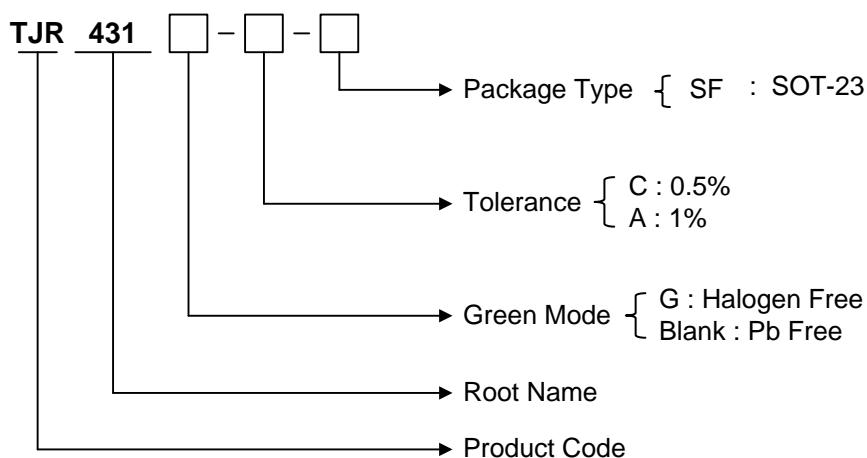 TJR 431 – –
Package Type { SF : SOT-23
Tolerance { C : 0.5%
A : 1%
Green Mode { G : Halogen Free
Blank : Pb Free
Root Name
Product Code